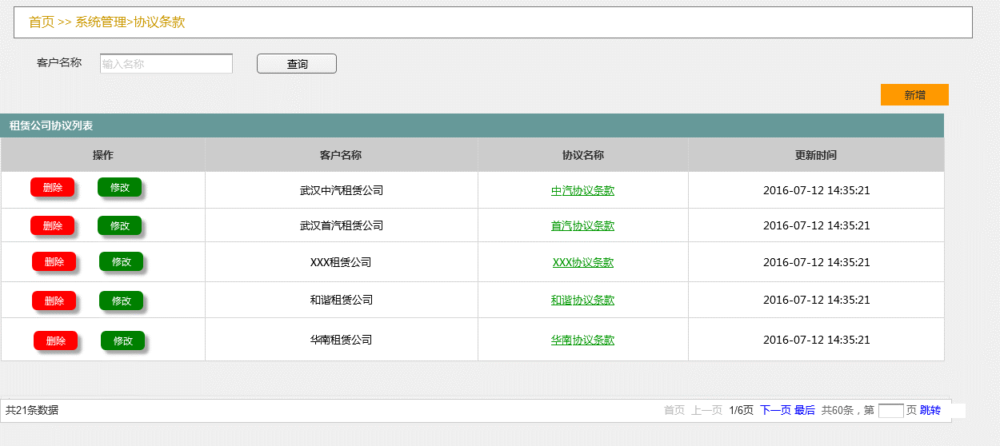 首页 >> 系统管理>协议条款
客户名称 输入名称 查询
新增
租赁公司协议列表
操作 客户名称 协议名称 更新时间
删除 修改 武汉中汽租赁公司 中汽协议条款 2016-07-12 14:35:21
删除 修改 武汉首汽租赁公司 首汽协议条款 2016-07-12 14:35:21
删除 修改 XXX租赁公司 XXX协议条款 2016-07-12 14:35:21
删除 修改 和谐租赁公司 和谐协议条款 2016-07-12 14:35:21
删除 修改 华南租赁公司 华南协议条款 2016-07-12 14:35:21
共21条数据 首页 上一页 1/6页 下一页 最后 共60条，第 页 跳转